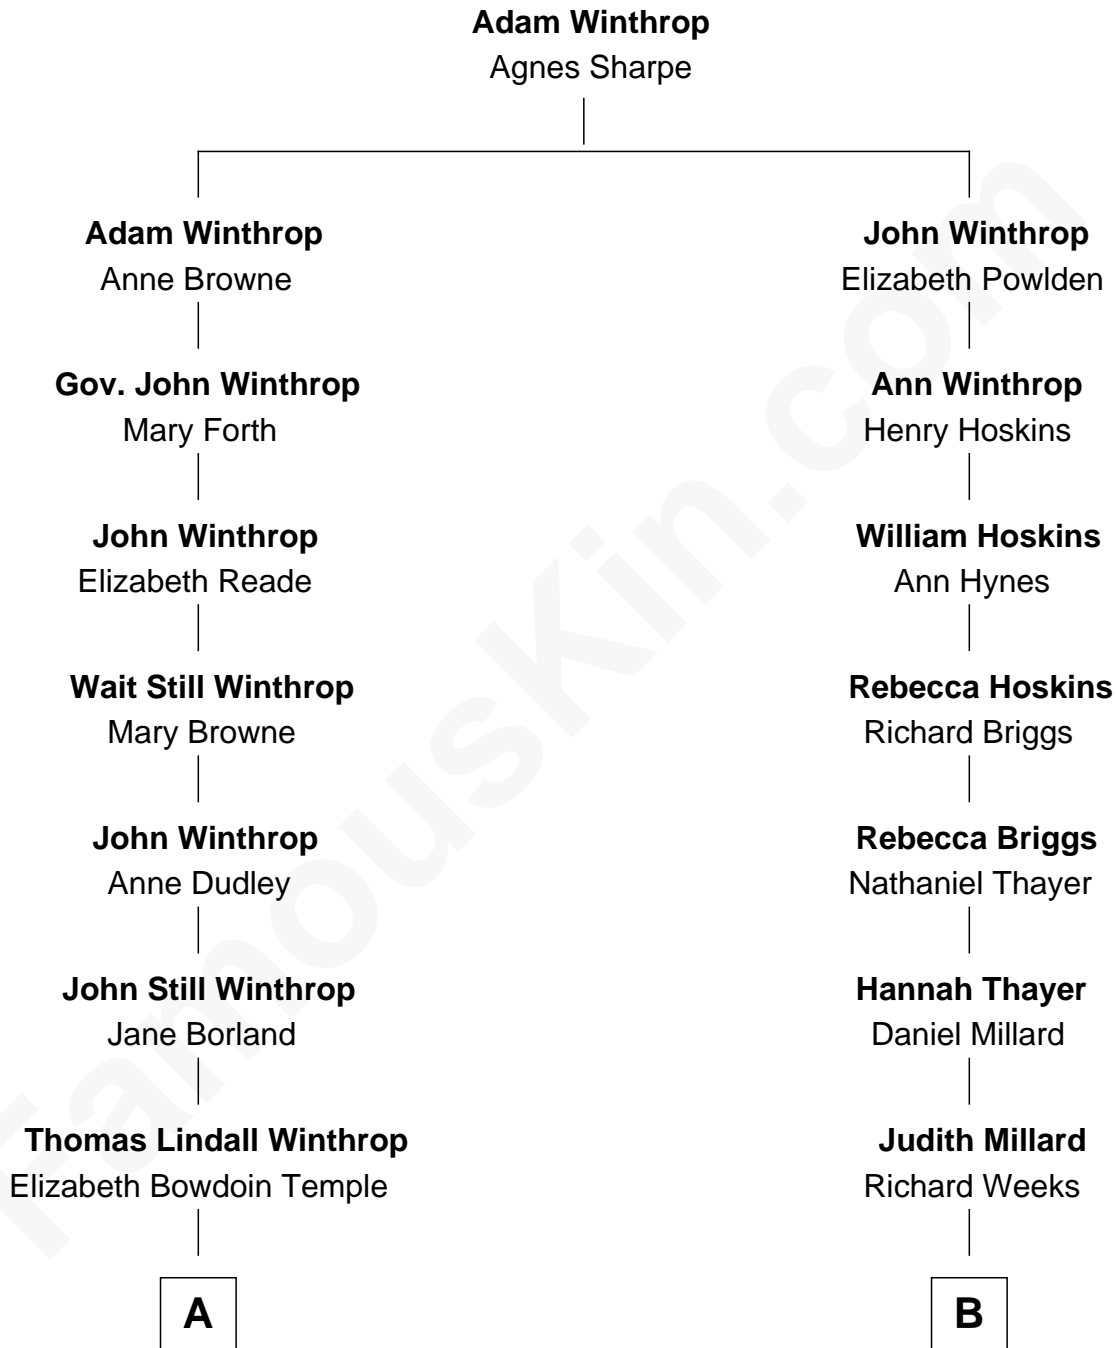 Adam Winthrop
Agnes Sharpe
Adam Winthrop
Anne Browne
John Winthrop
Elizabeth Powlden
Gov. John Winthrop
Mary Forth
Ann Winthrop
Henry Hoskins
John Winthrop
Elizabeth Reade
William Hoskins
Ann Hynes
Wait Still Winthrop
Mary Browne
Rebecca Hoskins
Richard Briggs
John Winthrop
Anne Dudley
Rebecca Briggs
Nathaniel Thayer
John Still Winthrop
Jane Borland
Hannah Thayer
Daniel Millard
Thomas Lindall Winthrop
Elizabeth Bowdoin Temple
Judith Millard
Richard Weeks
A
B
FamousKin.com